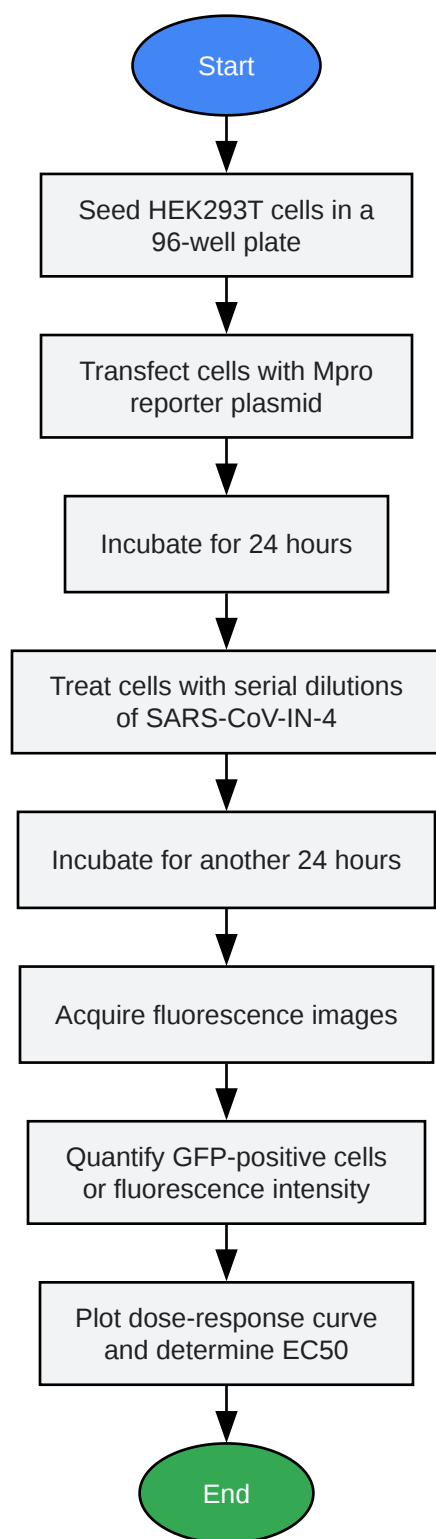 Start
Seed HEK293T cells in a
96-well plate
Transfect cells with Mpro
reporter plasmid
Incubate for 24 hours
Treat cells with serial dilutions
of SARS-CoV-IN-4
Incubate for another 24 hours
Acquire fluorescence images
Quantify GFP-positive cells
or fluorescence intensity
Plot dose-response curve
and determine EC50
End